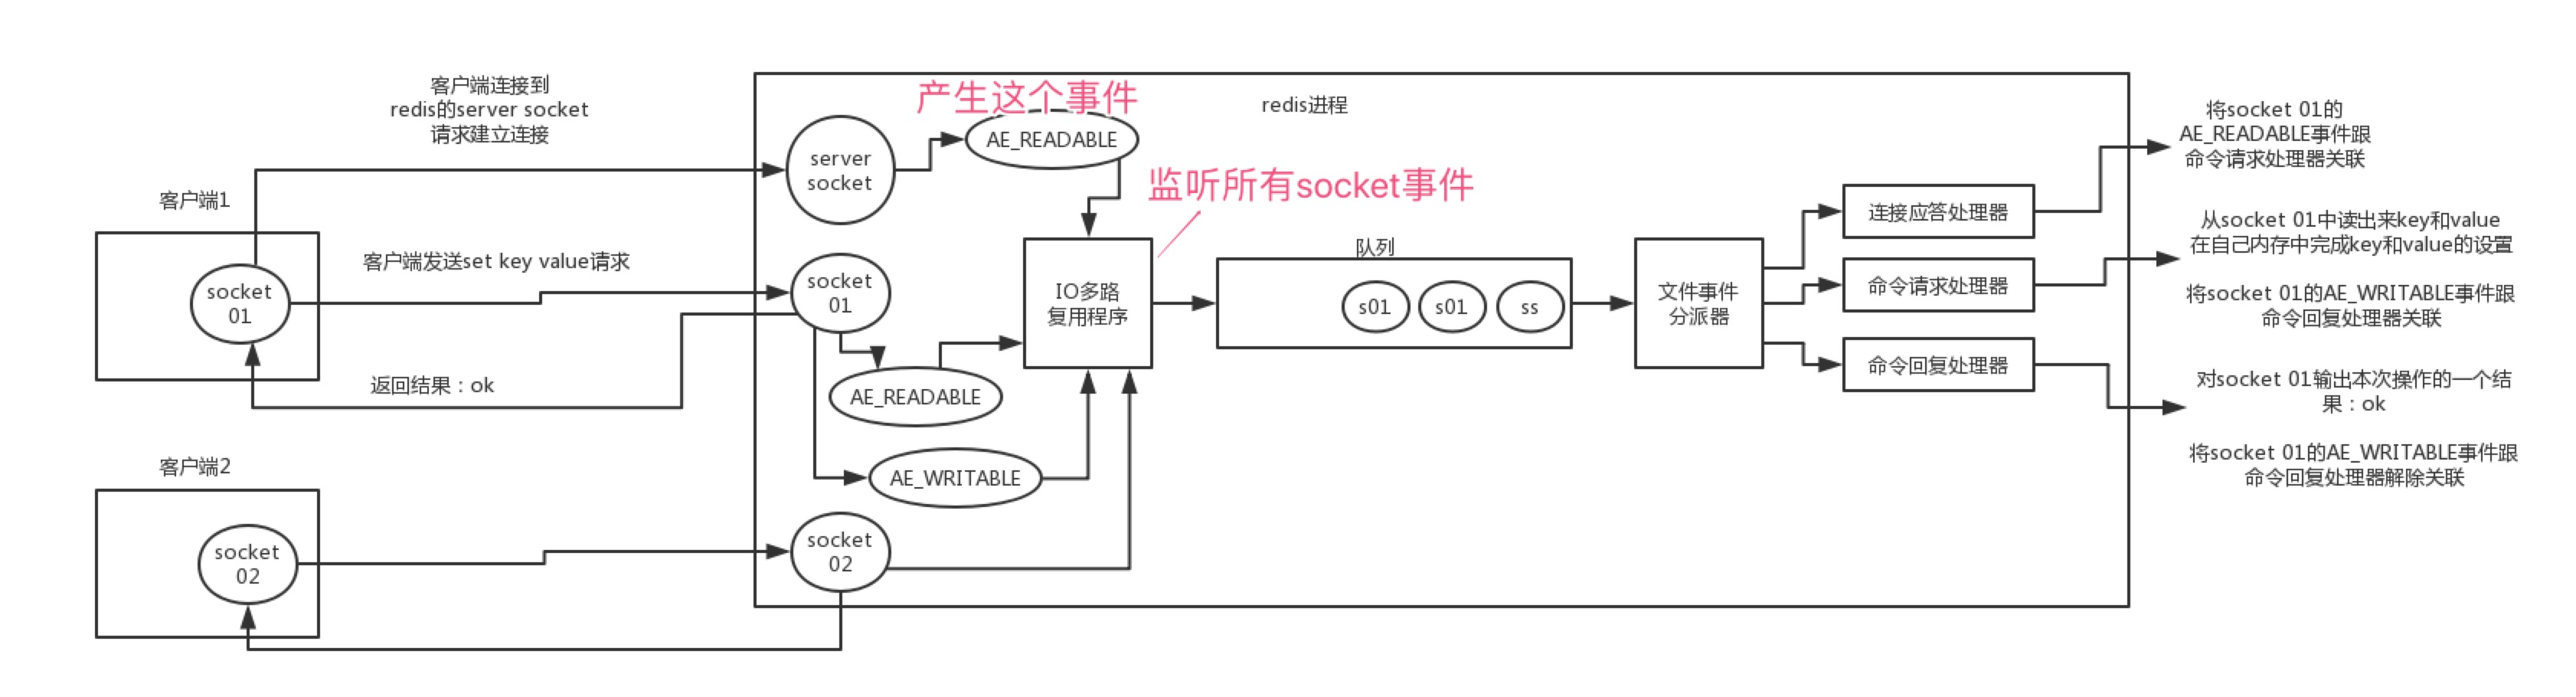 客户端连接到
redis的server socket
请求建立连接
产生这个事件
redis进程
AE_READABLE
server
socket
监听所有socket事件
客户端1
socket
01
客户端发送set key value请求
socket
01
返回结果：ok
AE_READABLE
AE_WRITABLE
IO多路
复用程序
队列
s01
s01
ss
文件事件
分派器
连接应答处理器
命令请求处理器
命令回复处理器
将socket 01的
AE_READABLE事件跟
命令请求处理器关联
从socket 01中读出来key和value
在自己内存中完成key和value的设置
将socket 01的AE_WRITABLE事件跟
命令回复处理器关联
对socket 01输出本次操作的一个结
果：ok
将socket 01的AE_WRITABLE事件跟
命令回复处理器解除关联
客户端2
socket
02
socket
02